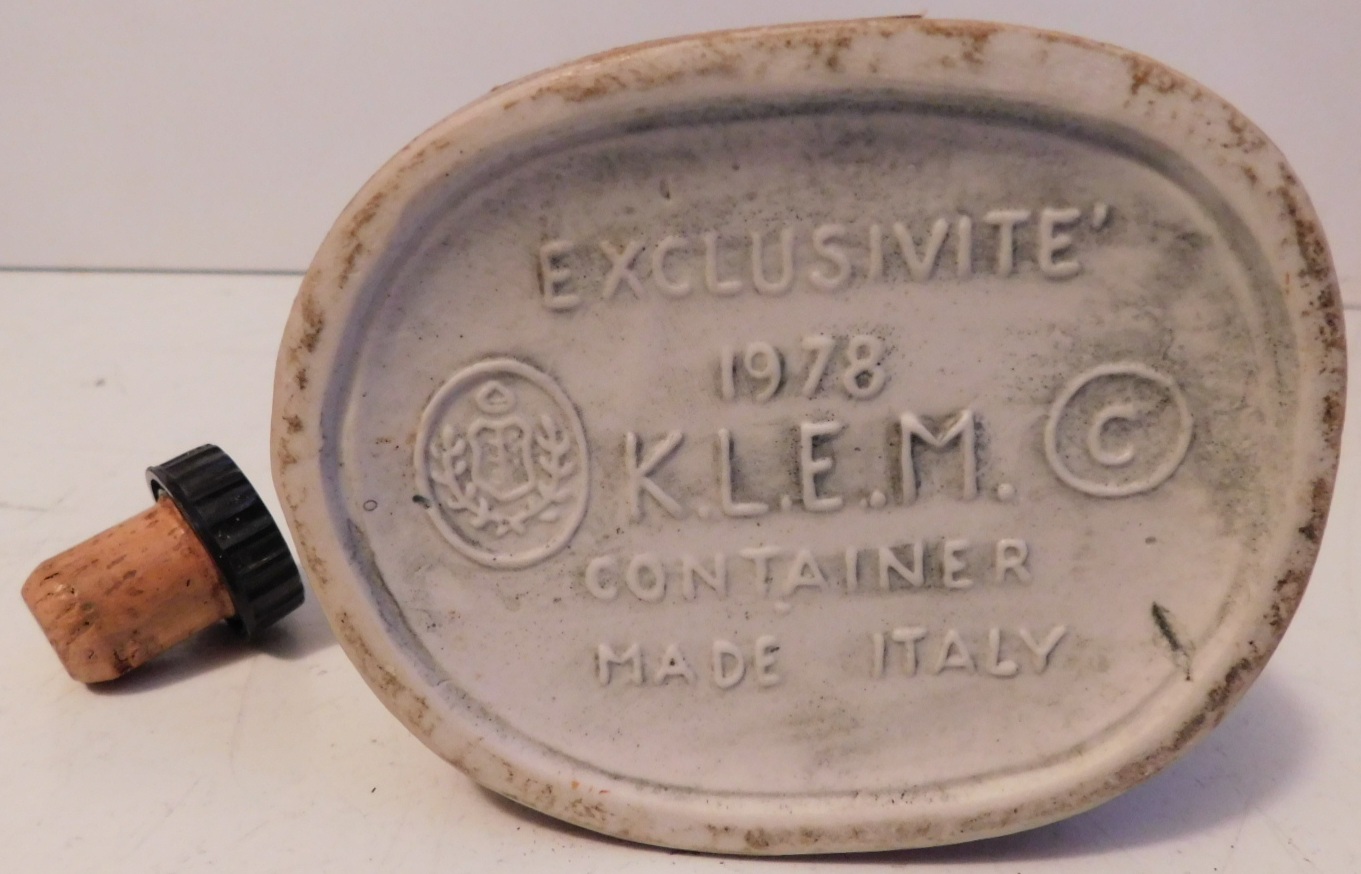 EXCLUSIVITE'
1978
K.L.E.M.
©
CONTAINER
MADE ITALY